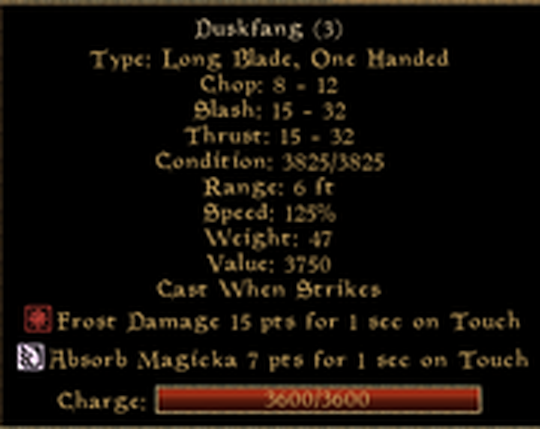 Duskfang (3)
Type: Long Blade, One Handed
Chop: 8 - 12
Slash: 15 - 32
Thrust: 15 - 32
Condition: 3825/3825
Range: 6 ft
Speed: 125%
Weight: 47
Value: 3750
Cast When Strikes
Frost Damage 15 pts for 1 sec on Touch
Absorb Magicka 7 pts for 1 sec on Touch
Charge: 3600/3600